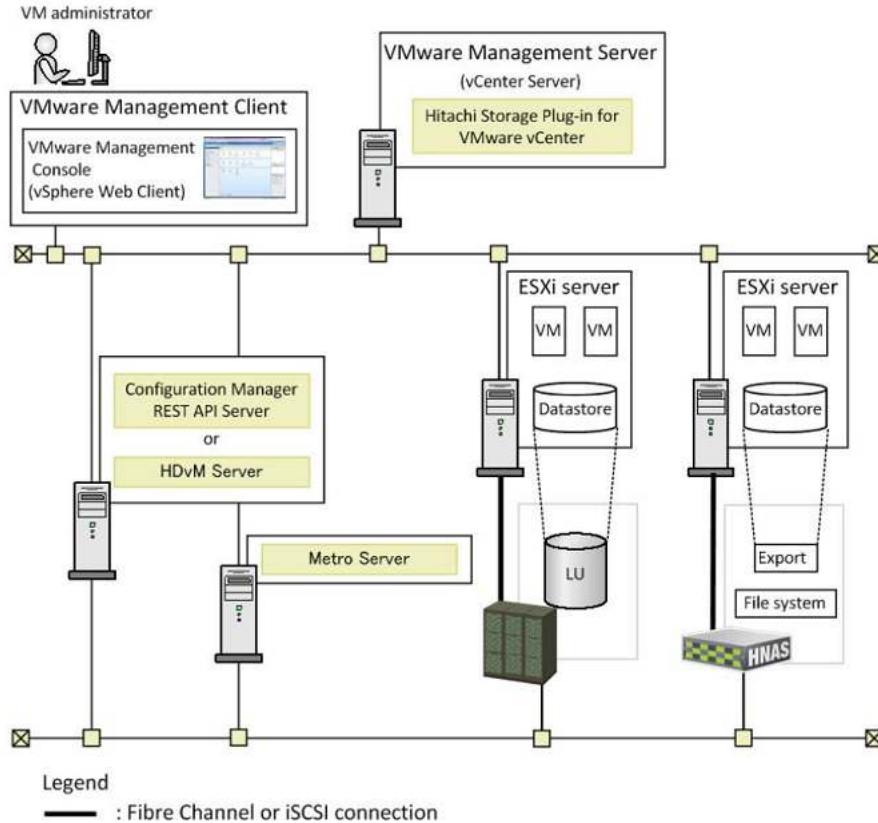 VM administrator
VMware Management Client
VMware Management
Console
(vSphere Web Client)
VMware Management Server
(vCenter Server)
Hitachi Storage Plug-in for
VMware vCenter
ESXi server
VM
VM
Datastore
ESXi server
VM
VM
Datastore
Configuration Manager
REST API Server
or
HDvM Server
Metro Server
LU
Export
File system
HNAS
Legend
: Fibre Channel or iSCSI connection